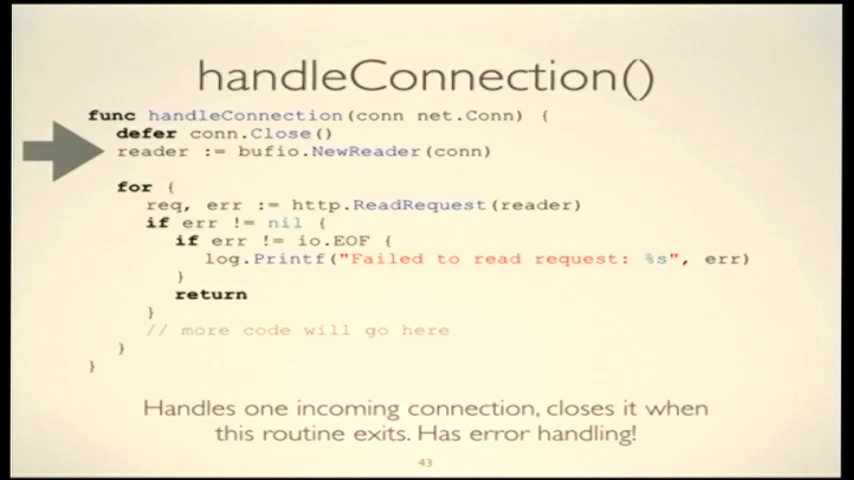 handleConnection()
func handleConnection(conn net.Conn) {
defer conn.Close()
reader := bufio.NewReader(conn)
for {
req, err := http.ReadRequest(reader)
if err != nil {
if err != io.EOF {
log.Printf("Failed to read request: %s", err)
}
return
}
// more code will go here
}
}
Handles one incoming connection, closes it when
this routine exits. Has error handling!
43